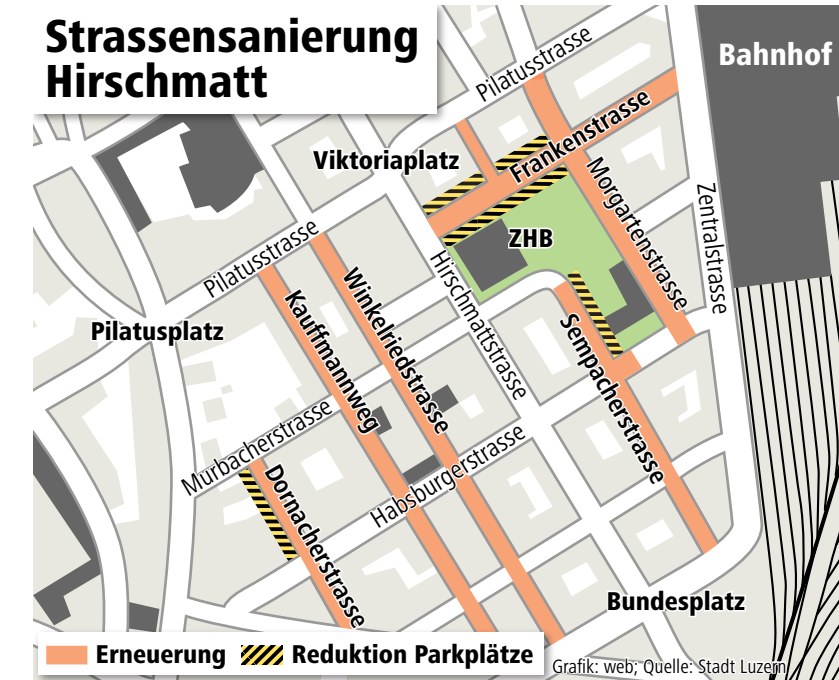 Strassensanierung
Hirschmatt
Bahnhof
Pilatusstrasse
Viktoriaplatz
Frankenstrasse
Morgartenstrasse
Zentralstrasse
ZHB
Pilatusstrasse
Hirschmattstrasse
Winkelriedstrasse
Kauffmannweg
Pilatusplatz
Sempacherstrasse
Murbacherstrasse
Habsburgerstrasse
Dornacherstrasse
Bundesplatz
Erneuerung
Reduktion Parkplätze
Grafik: web; Quelle: Stadt Luzern